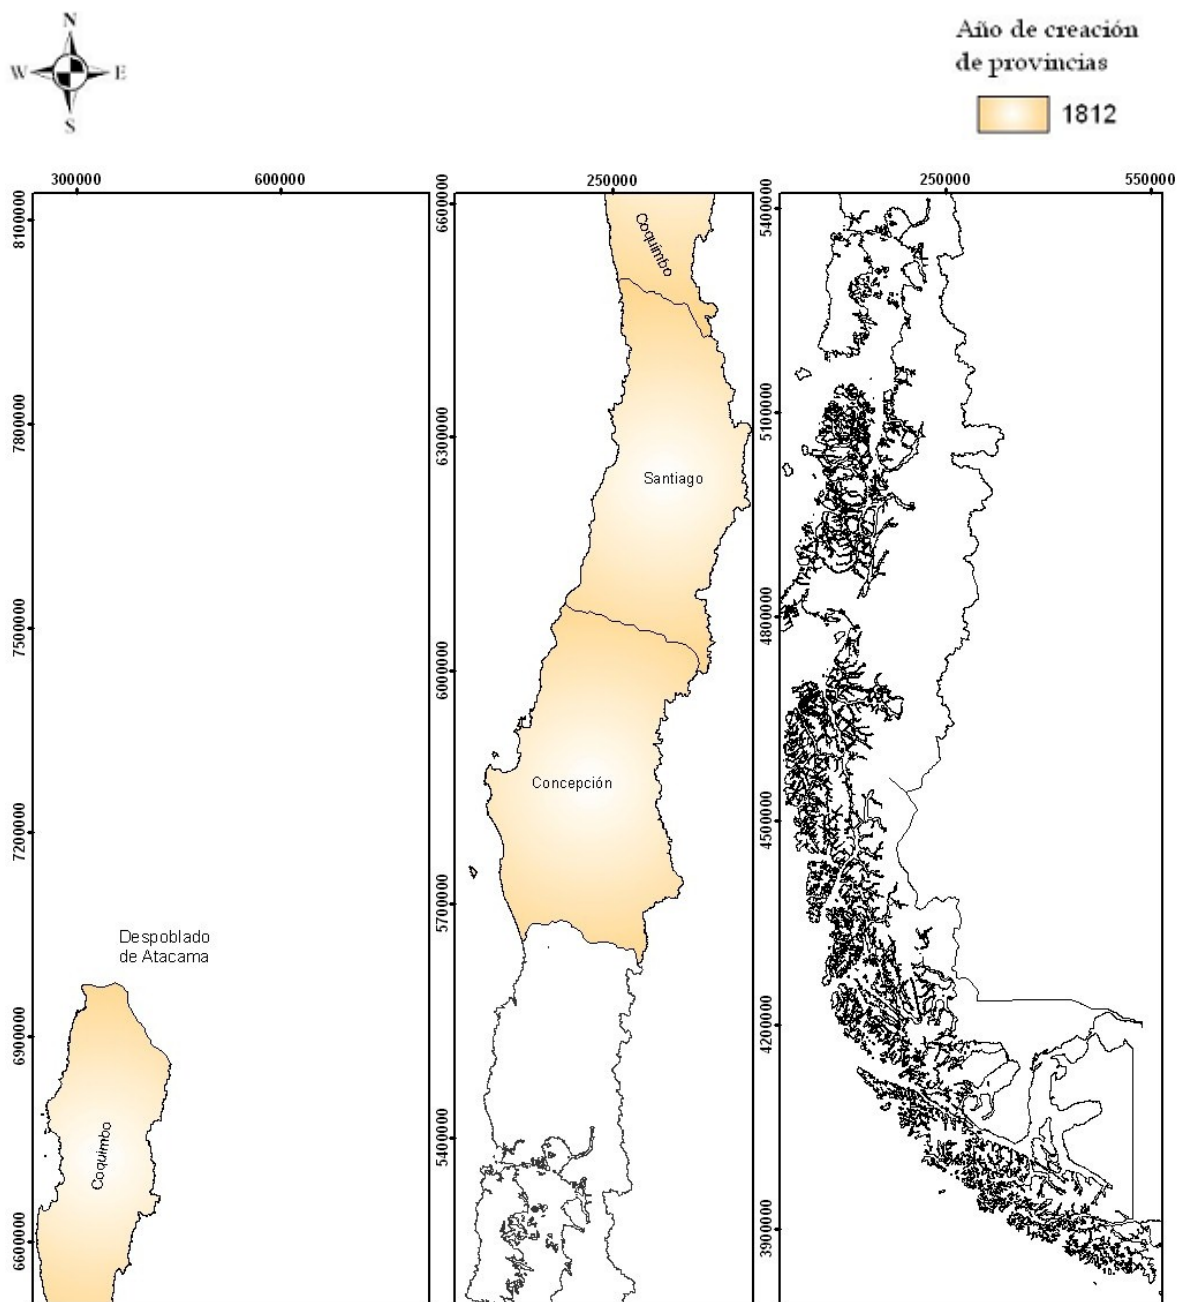 N
W E
S
Año de creación
de provincias
1812
300000 600000
8100000
7800000
7500000
7200000
6900000
6600000
Despoblado
de Atacama
Coquimbo
250000
6600000
6300000
6000000
5700000
5400000
Coquimbo
Santiago
Concepción
250000 550000
5400000
5100000
4800000
4500000
4200000
3900000